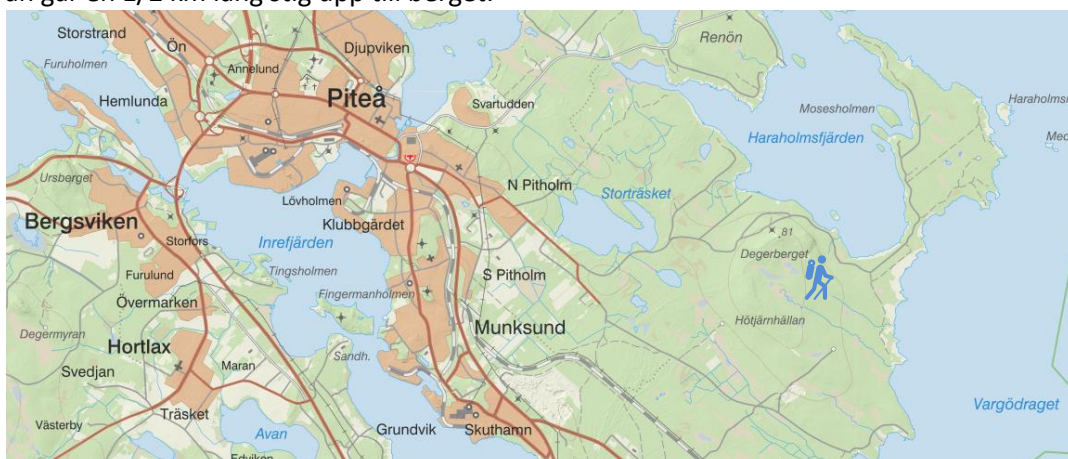 Storstrand
Ön
Djupviken
Renön
Furuholmen
Annelund
Hemlunda
Piteå
Svartudden
Mosesholmen
Haraholmsfjärden
Ursberget
Lövholmen
N Pitholm
Storträsket
Bergsviken
Klubbgärdet
Storfors
Inrefjärden
81
Degerberget
Tingsholmen
S Pitholm
Furulund
Fingermanholmen
Övermarken
Hötjärnhällan
Degermyran
Munksund
Hortlax
Sandh.
Svedjan
Maran
Vargödraget
Träsket
Västerby
Avan
Grundvik
Skuthamn